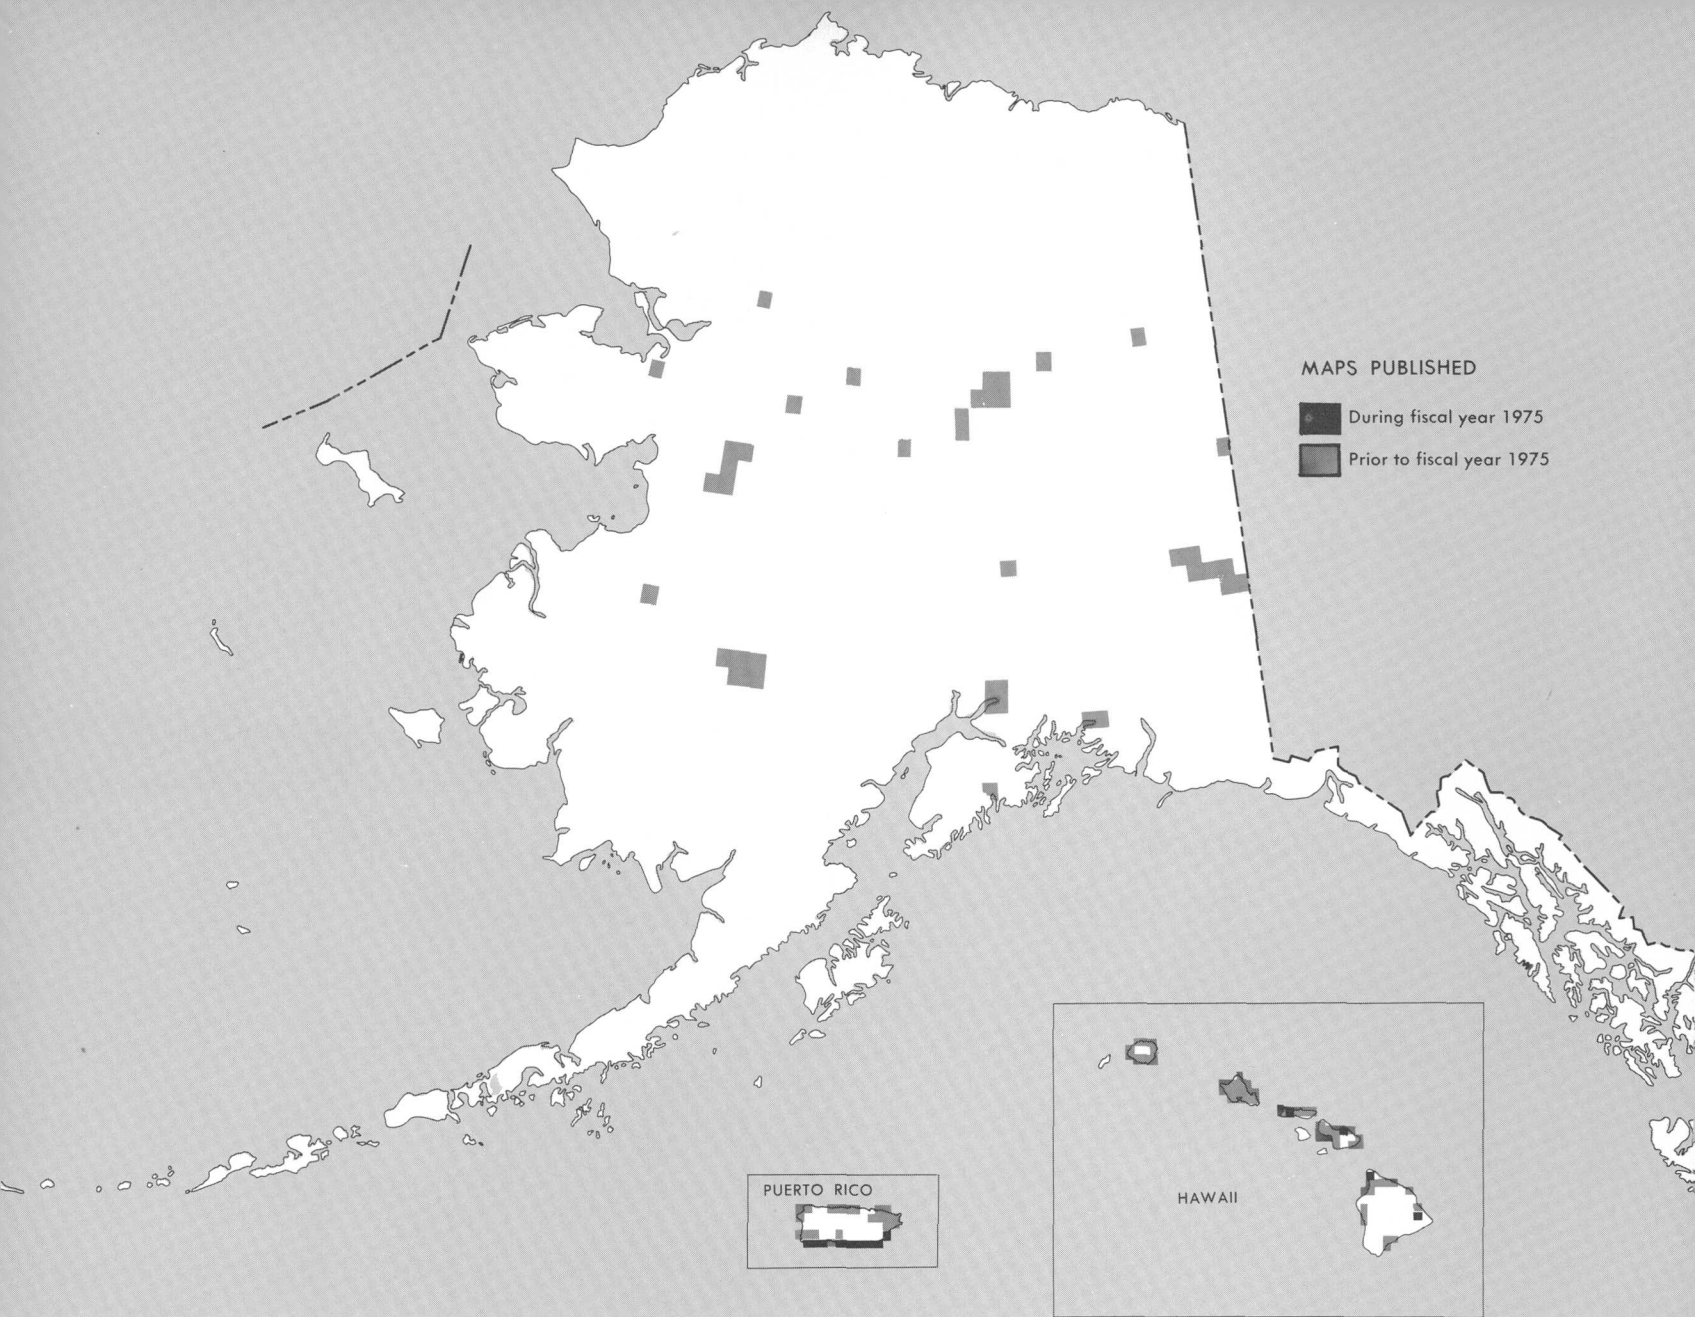 MAPS PUBLISHED
During fiscal year 1975
Prior to fiscal year 1975
PUERTO RICO
HAWAII